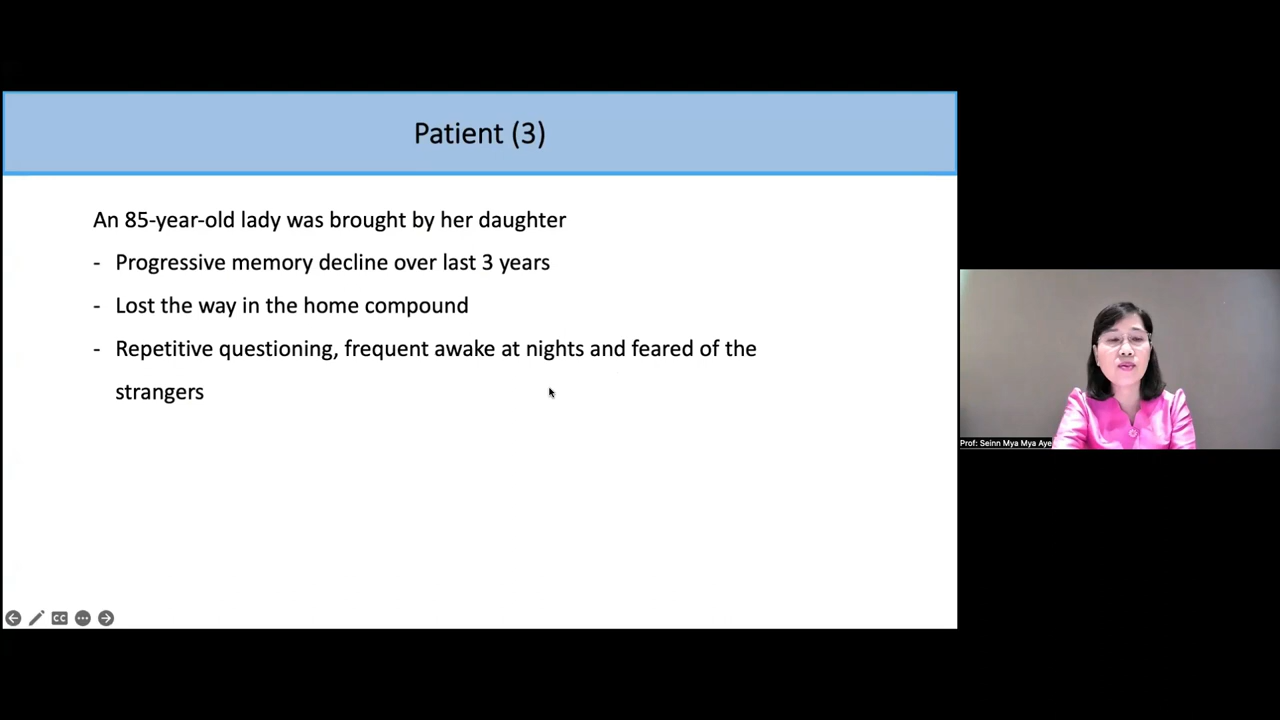 Patient (3)
An 85-year-old lady was brought by her daughter
- Progressive memory decline over last 3 years
- Lost the way in the home compound
- Repetitive questioning, frequent awake at nights and feared of the
strangers
CC
Prof: Seinn Mya Mya Aye